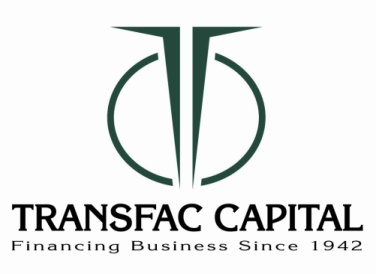 TRANSFAC CAPITAL
Financing Business Since 1942